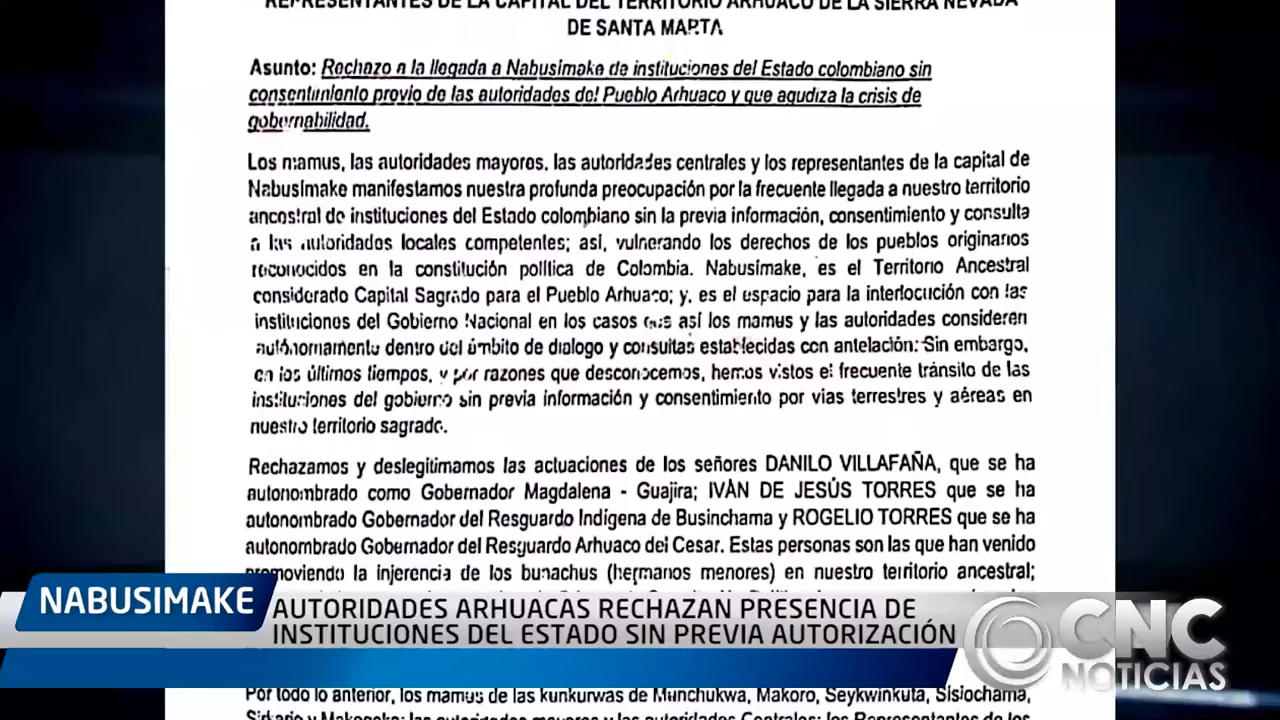 REPRESENTANTES DE LA CAPITAL DEL TERRITORIO ARHUACO DE LA SIERRA NEVADA
DE SANTA MARTA
Asunto: Rechazo a la llegada a Nabusimake de instituciones del Estado colombiano sin
consentimiento previo de las autoridades del Pueblo Arhuaco y que agudiza la crisis de
gobernabilidad.
Los mamus, las autoridades mayores, las autoridades centrales y los representantes de la capital de
Nabusimake manifestamos nuestra profunda preocupación por la frecuente llegada a nuestro territorio
ancestral de instituciones del Estado colombiano sin la previa información, consentimiento y consulta
a las autoridades locales competentes; así, vulnerando los derechos de los pueblos originarios
reconocidos en la constitución política de Colombia. Nabusimake, es el Territorio Ancestral
considerado Capital Sagrado para el Pueblo Arhuaco; y, es el espacio para la interlocución con las
instituciones del Gobierno Nacional en los casos que así los mamus y las autoridades consideren
autónomamente dentro del ámbito de dialogo y consultas establecidas con antelación: Sin embargo,
en los últimos tiempos, y por razones que desconocemos, hemos vistos el frecuente tránsito de las
instituciones del gobierno sin previa información y consentimiento por vías terrestres y aéreas en
nuestro territorio sagrado.
Rechazamos y deslegitimamos las actuaciones de los señores DANILO VILLAFAÑA, que se ha
autonombrado como Gobernador Magdalena - Guajira; IVÁN DE JESÚS TORRES que se ha
autonombrado Gobernador del Resguardo Indígena de Businchama y ROGELIO TORRES que se ha
autonombrado Gobernador del Resguardo Arhuaco del Cesar. Estas personas son las que han venido
promoviendo la injerencia de los bunachus (hermanos menores) en nuestro territorio ancestral;
NABUSIMAKE
AUTORIDADES ARHUACAS RECHAZAN PRESENCIA DE
INSTITUCIONES DEL ESTADO SIN PREVIA AUTORIZACIÓN
CNC
NOTICIAS
Por todo lo anterior, los mamus de las kunkurwas de Munchukwa, Makoro, Seykwinkuta, Sisiochama,